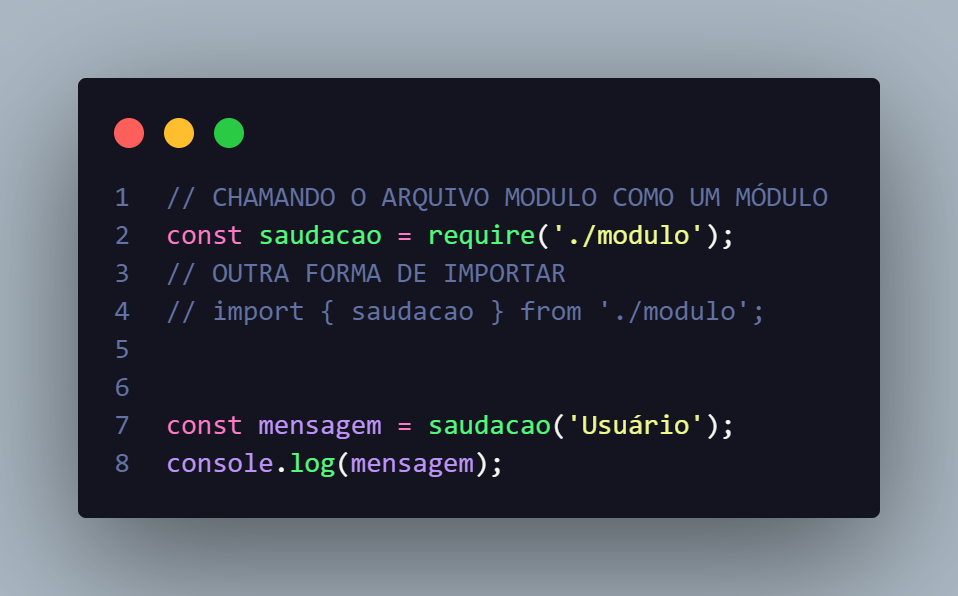 1 // CHAMANDO O ARQUIVO MODULO COMO UM MÓDULO
2 const saudacao = require('./modulo');
3 // OUTRA FORMA DE IMPORTAR
4 // import { saudacao } from './modulo';
5
6
7 const mensagem = saudacao('Usuário');
8 console.log(mensagem);